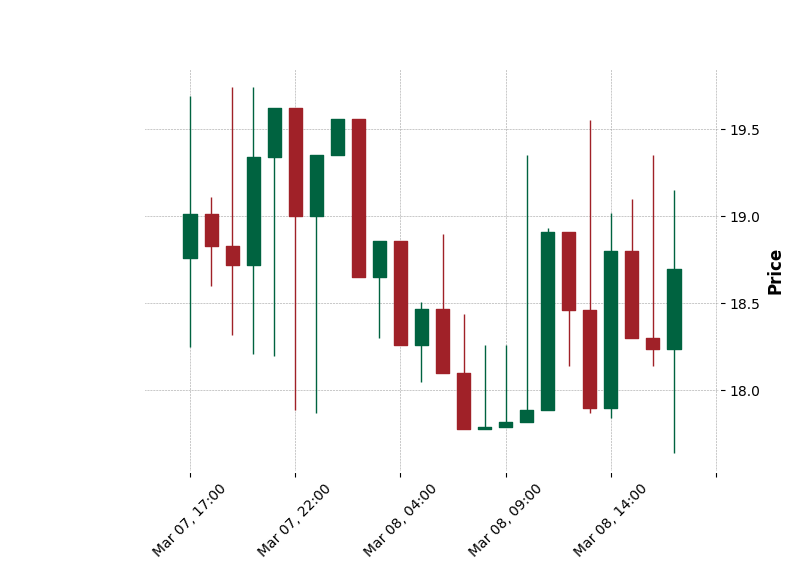 19.5
19.0
18.5
18.0
Price
Mar 07, 17:00
Mar 07, 22:00
Mar 08, 04:00
Mar 08, 09:00
Mar 08, 14:00